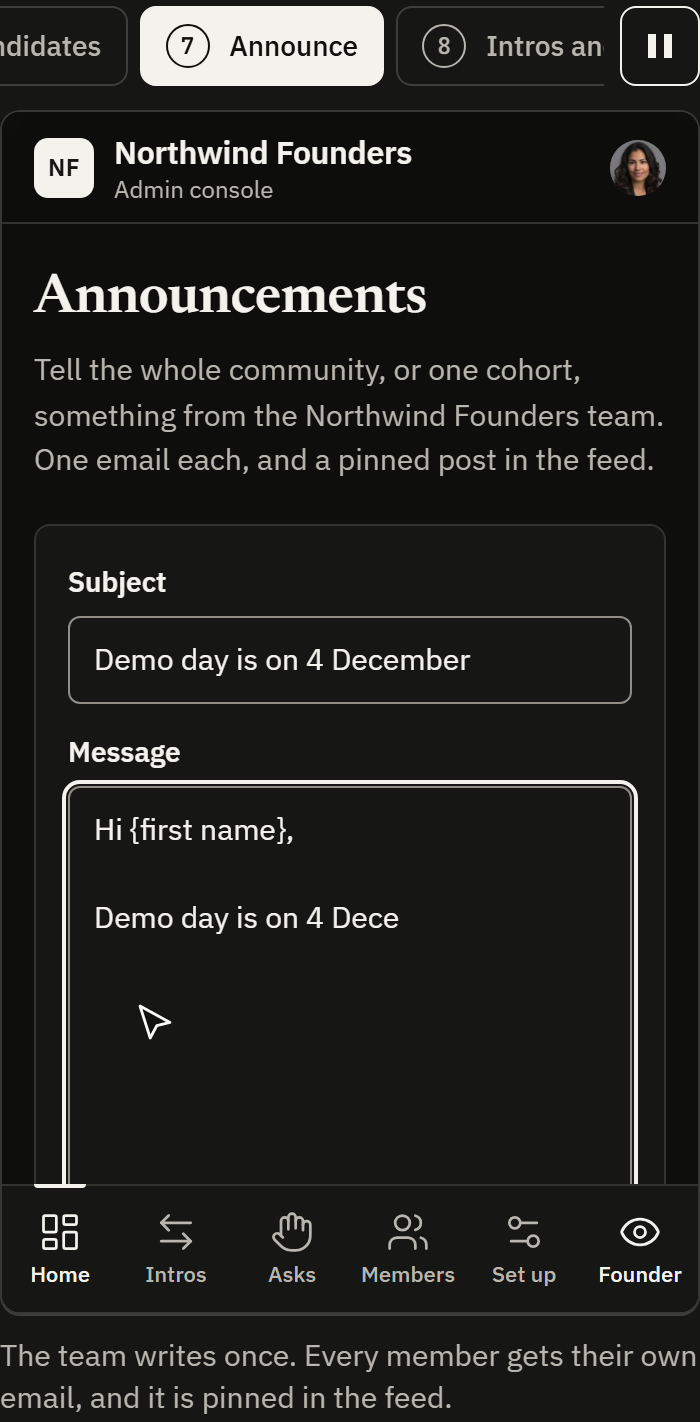 ndidates
7 Announce
8 Intros an
NF
Northwind Founders
Admin console
Announcements
Tell the whole community, or one cohort,
something from the Northwind Founders team.
One email each, and a pinned post in the feed.
Subject
Demo day is on 4 December
Message
Hi {first name},
Demo day is on 4 Dece
Home
Intros
Asks
Members
Set up
Founder
The team writes once. Every member gets their own
email, and it is pinned in the feed.